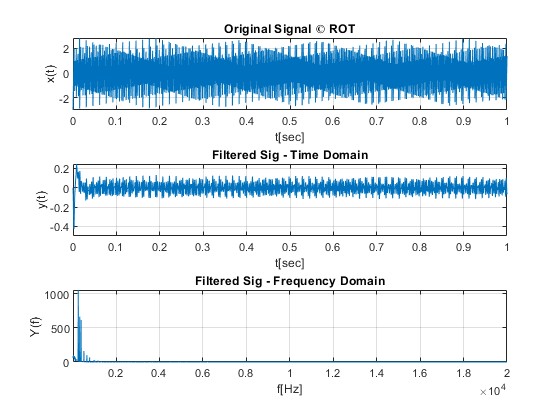 Original Signal © ROT
x(t)
2
0
-2
0 0.1 0.2 0.3 0.4 0.5 0.6 0.7 0.8 0.9 1
t[sec]
Filtered Sig - Time Domain
y(t)
0.2
0
-0.2
-0.4
0 0.1 0.2 0.3 0.4 0.5 0.6 0.7 0.8 0.9 1
t[sec]
Filtered Sig - Frequency Domain
Y(f)
1000
500
0
0.2 0.4 0.6 0.8 1 1.2 1.4 1.6 1.8 2
f[Hz]
×10⁴